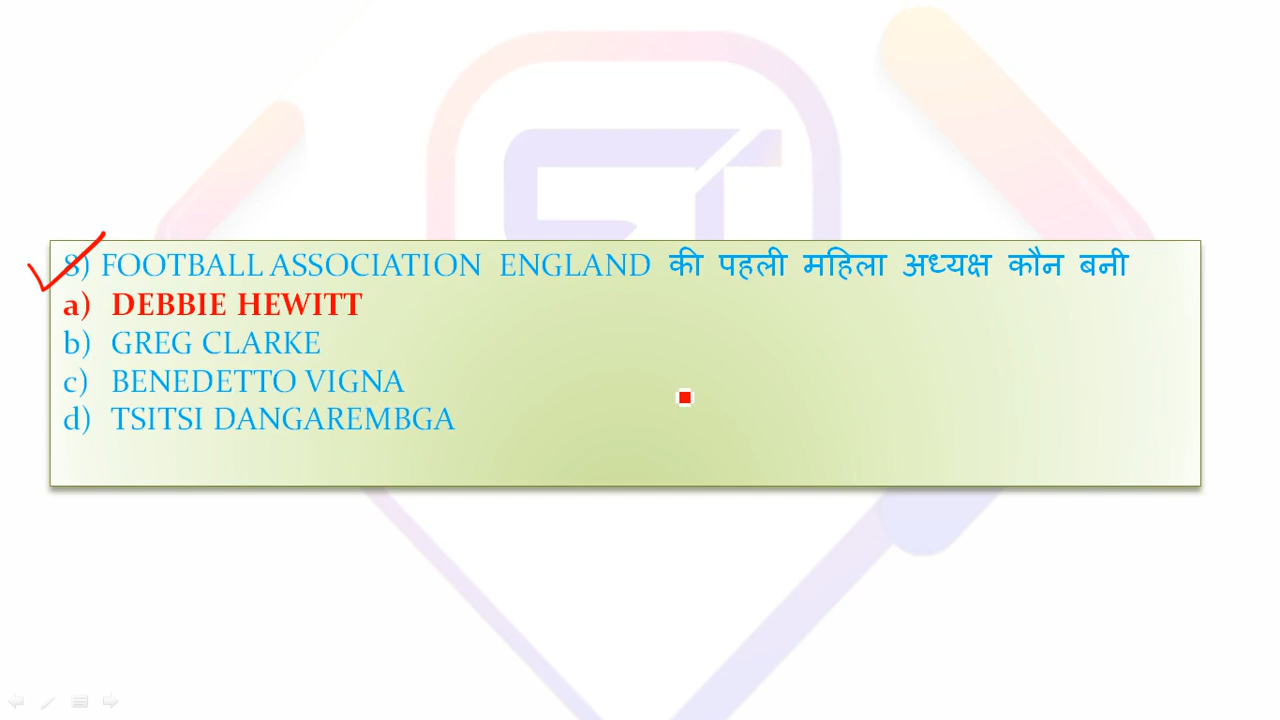 8) FOOTBALL ASSOCIATION ENGLAND की पहली महिला अध्यक्ष कौन बनी
a) DEBBIE HEWITT
b) GREG CLARKE
c) BENEDETTO VIGNA
d) TSITSI DANGAREMBGA